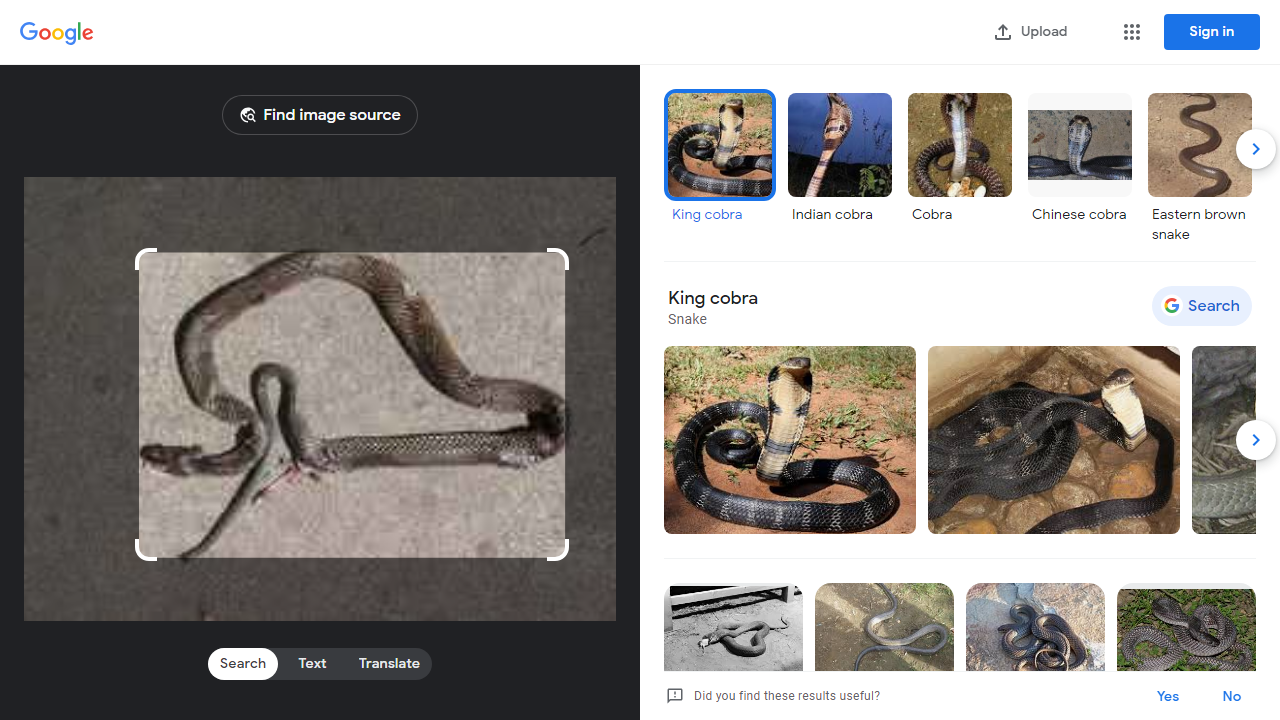 Google
Upload
Sign in
Find image source
King cobra
Indian cobra
Cobra
Chinese cobra
Eastern brown
snake
King cobra
Snake
Search
Search
Text
Translate
Did you find these results useful?
Yes
No